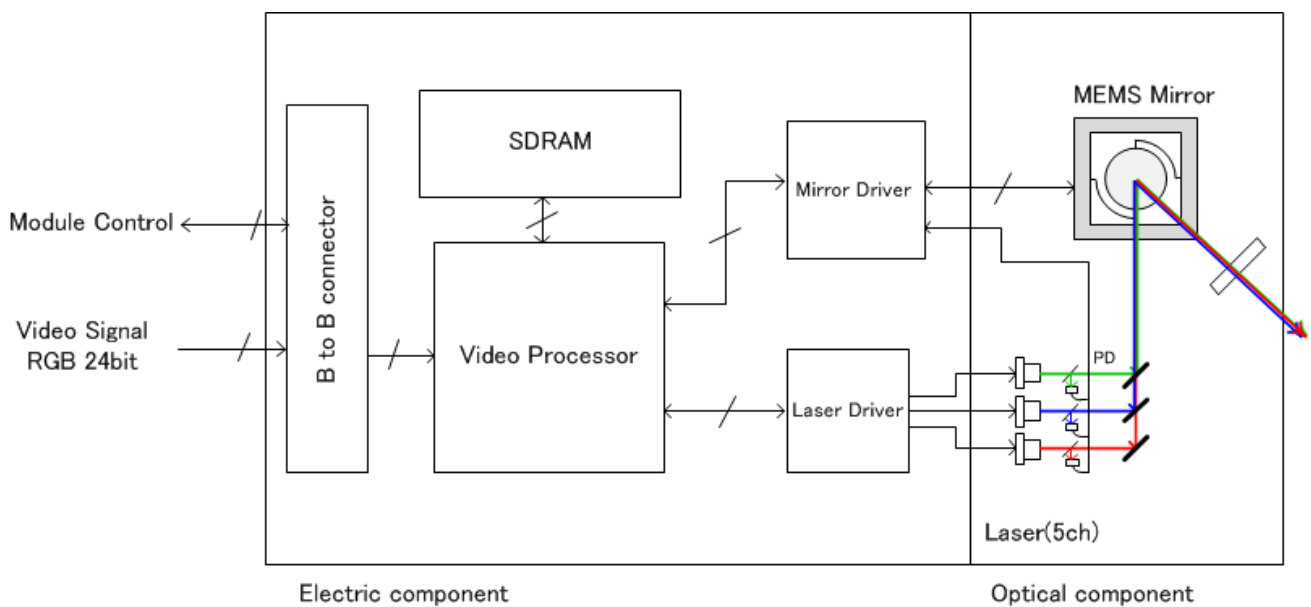 MEMS Mirror
SDRAM
Mirror Driver
Module Control
B to B connector
Video Signal
RGB 24bit
Video Processor
PD
Laser Driver
Laser(5ch)
Electric component
Optical component